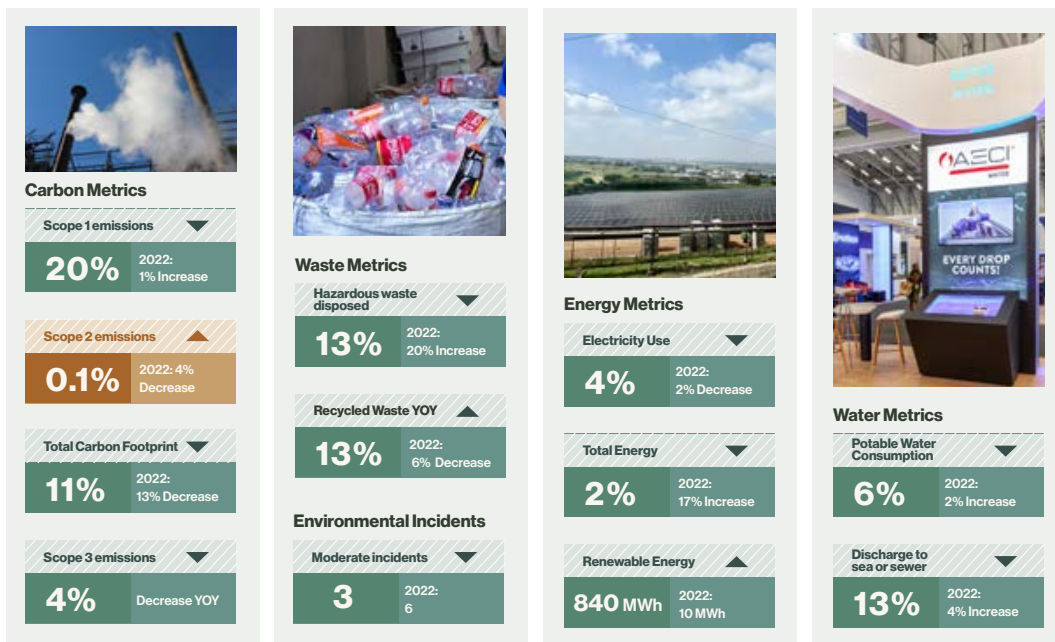 Carbon Metrics
Scope 1 emissions
20%
2022:
1% Increase
Scope 2 emissions
0.1%
2022: 4%
Decrease
Total Carbon Footprint
11%
2022:
13% Decrease
Scope 3 emissions
4%
Decrease YOY
Waste Metrics
Hazardous waste
disposed
13%
2022:
20% Increase
Recycled Waste YOY
13%
2022:
6% Decrease
Environmental Incidents
Moderate incidents
3
2022:
6
Energy Metrics
Electricity Use
4%
2022:
2% Decrease
Total Energy
2%
2022:
17% Increase
Renewable Energy
840 MWh
2022:
10 MWh
AECI
WATER
EVERY DROP
COUNTS!
Water Metrics
Potable Water
Consumption
6%
2022:
2% Increase
Discharge to
sea or sewer
13%
2022:
4% Increase